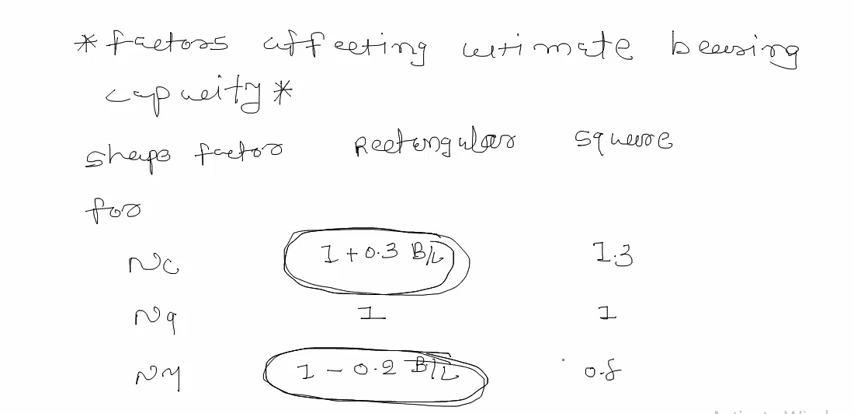 *factors affecting ultimate bearing
capacity*
shape factor Rectangular square
for
Nc 1 + 0.3 B/L 1.3
Nq 1 1
Nγ 1 - 0.2 B/L 0.8